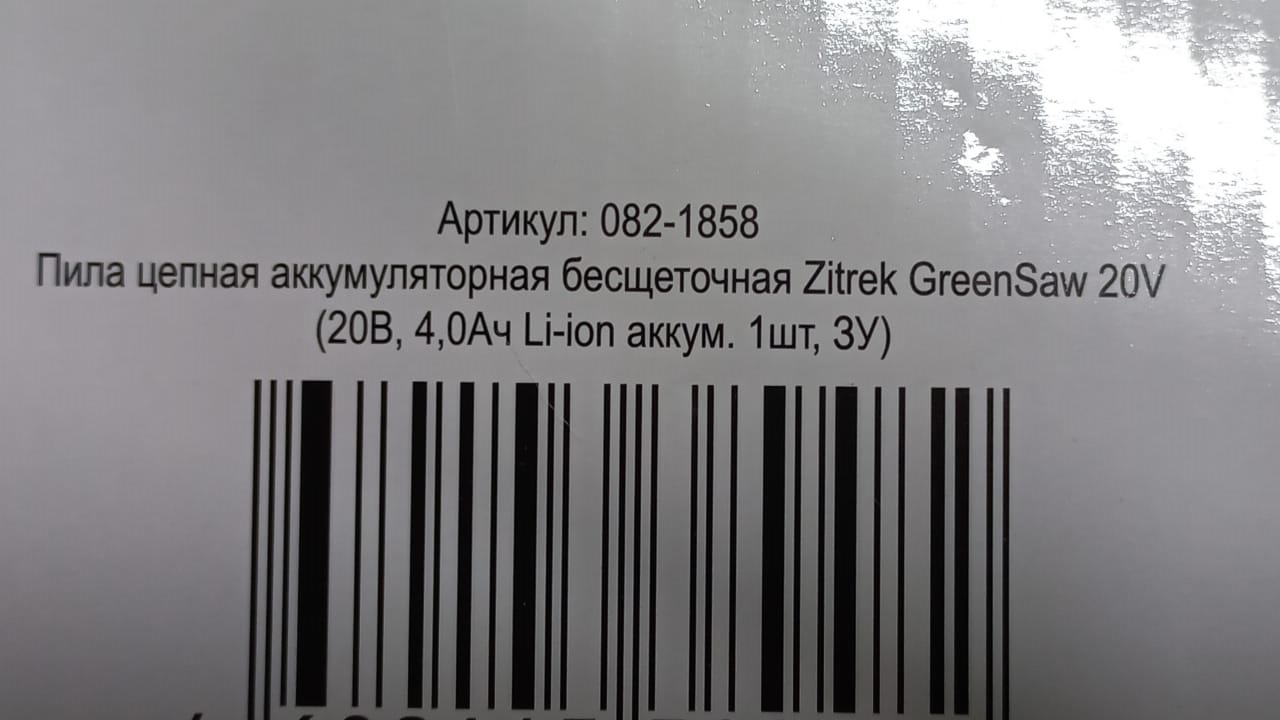 Артикул: 082-1858
Пила цепная аккумуляторная бесщеточная Zitrek GreenSaw 20V
(20В, 4,0Ач Li-ion аккум. 1шт, ЗУ)